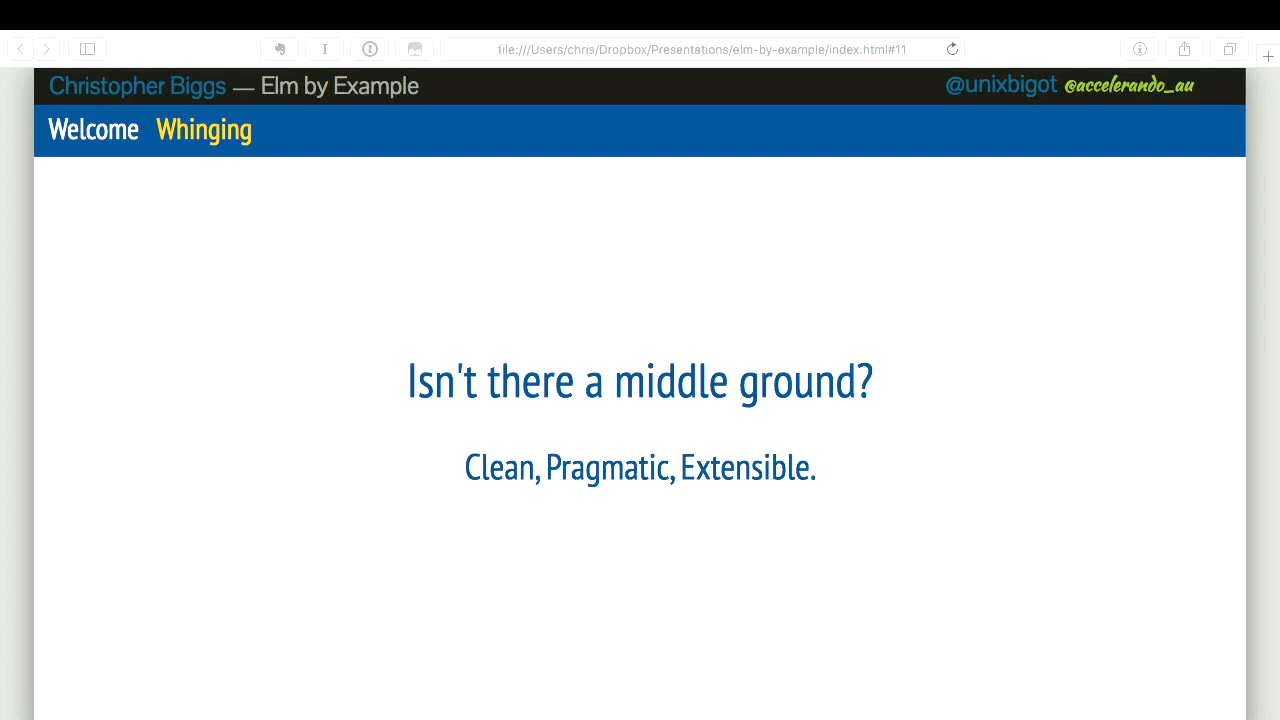 file:///Users/chris/Dropbox/Presentations/elm-by-example/index.html#11
Christopher Biggs — Elm by Example
@unixbigot @accelerando_au
Welcome Whinging
Isn't there a middle ground?
Clean, Pragmatic, Extensible.